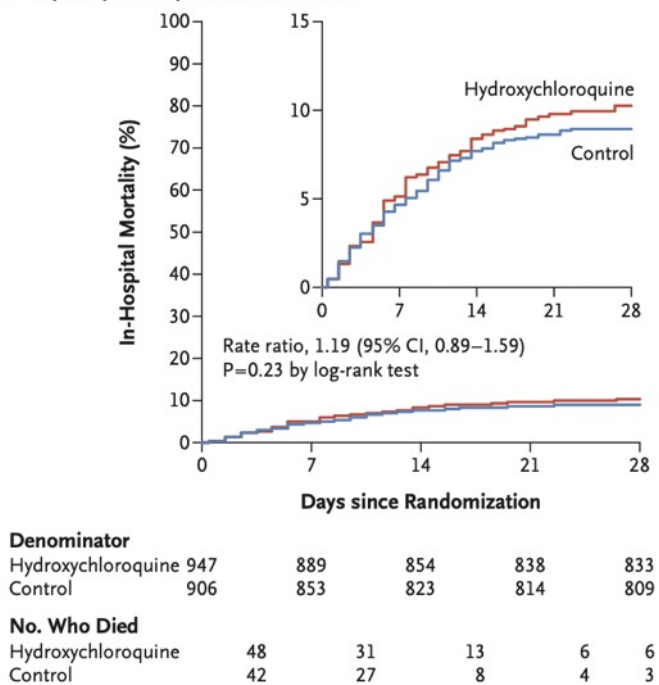 100
90
80
70
60
50
40
30
20
10
0
In-Hospital Mortality (%)
15
10
5
0
Hydroxychloroquine
Control
0 7 14 21 28
Rate ratio, 1.19 (95% CI, 0.89–1.59)
P=0.23 by log-rank test
0 7 14 21 28
Days since Randomization
Denominator
Hydroxychloroquine 947 889 854 838 833
Control 906 853 823 814 809
No. Who Died
Hydroxychloroquine 48 31 13 6 6
Control 42 27 8 4 3